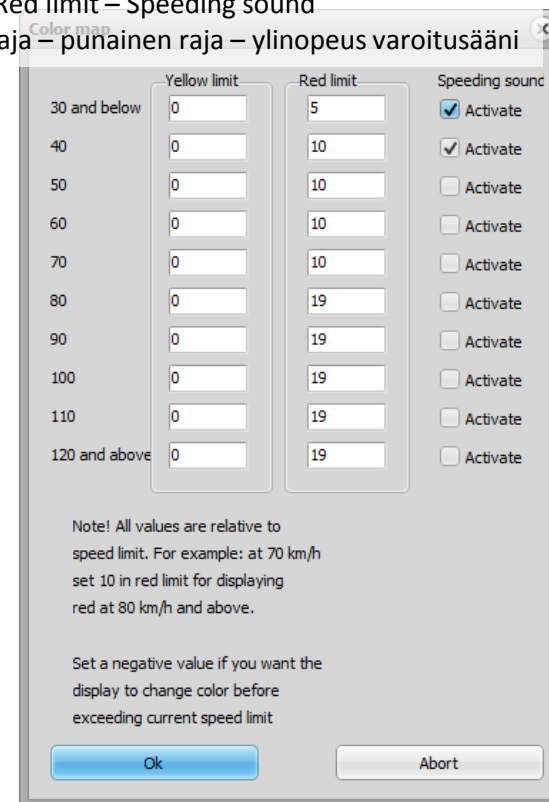 Red limit – Speeding sound
raja – punainen raja – ylinopeus varoitusääni
Color map
Yellow limit Red limit Speeding sound
30 and below 0 5 Activate
40 0 10 Activate
50 0 10 Activate
60 0 10 Activate
70 0 10 Activate
80 0 19 Activate
90 0 19 Activate
100 0 19 Activate
110 0 19 Activate
120 and above 0 19 Activate
Note! All values are relative to
speed limit. For example: at 70 km/h
set 10 in red limit for displaying
red at 80 km/h and above.
Set a negative value if you want the
display to change color before
exceeding current speed limit
Ok Abort